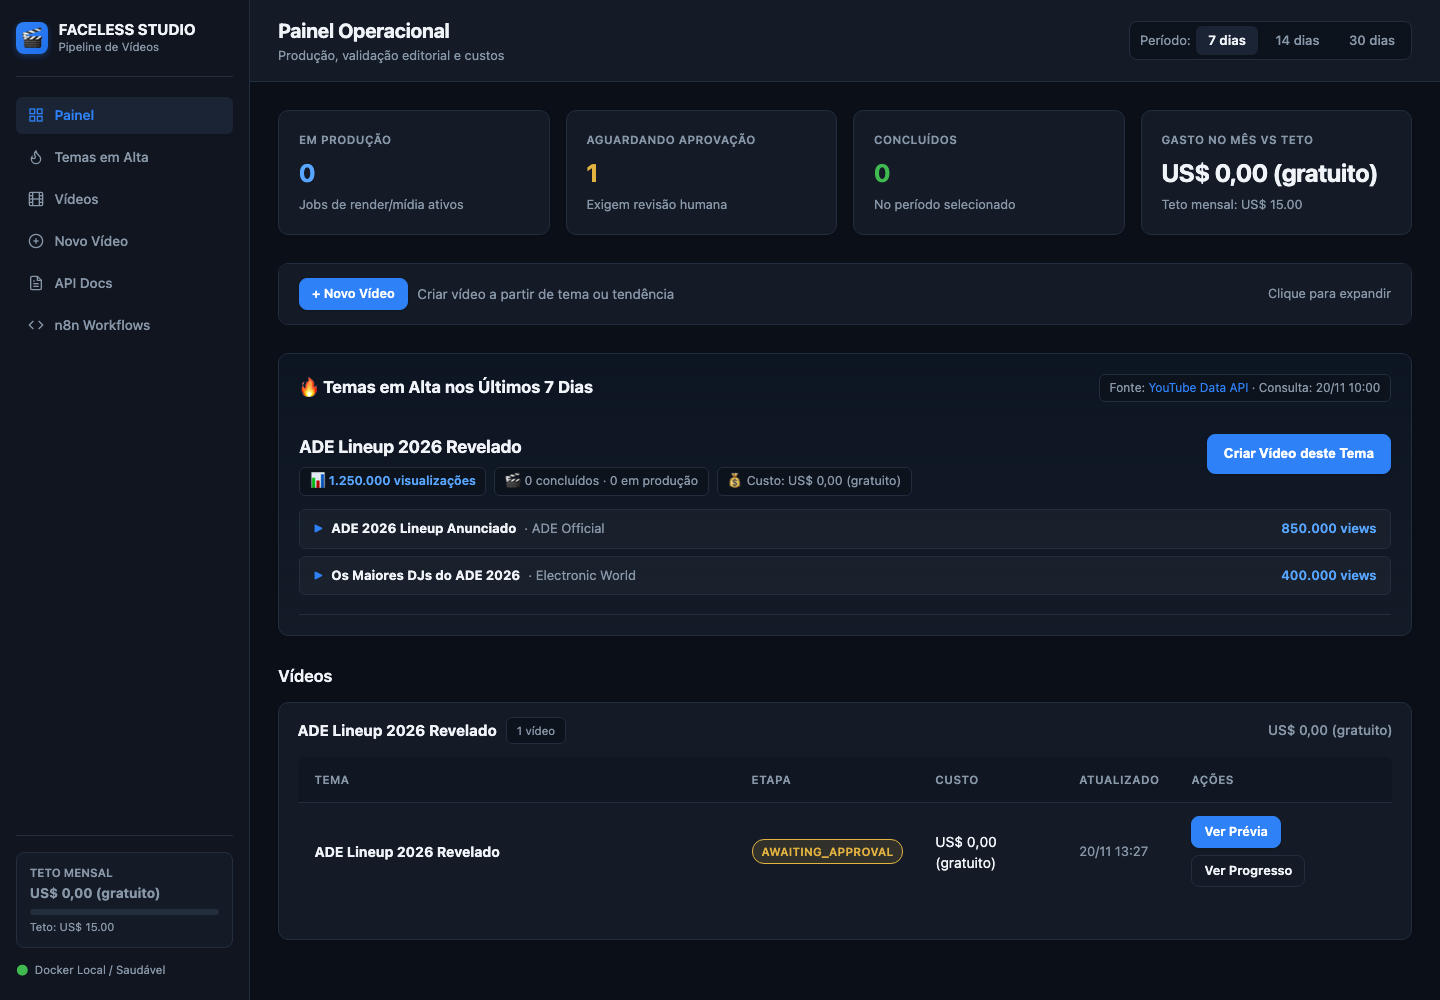 FACELESS STUDIO
Pipeline de Vídeos
Painel
Temas em Alta
Vídeos
Novo Vídeo
API Docs
n8n Workflows
TETO MENSAL
US$ 0,00 (gratuito)
Teto: US$ 15.00
Docker Local / Saudável
Painel Operacional
Produção, validação editorial e custos
Período: 7 dias 14 dias 30 dias
EM PRODUÇÃO
0
Jobs de render/mídia ativos
AGUARDANDO APROVAÇÃO
1
Exigem revisão humana
CONCLUÍDOS
0
No período selecionado
GASTO NO MÊS VS TETO
US$ 0,00 (gratuito)
Teto mensal: US$ 15.00
+ Novo Vídeo Criar vídeo a partir de tema ou tendência Clique para expandir
🔥 Temas em Alta nos Últimos 7 Dias
Fonte: YouTube Data API · Consulta: 20/11 10:00
ADE Lineup 2026 Revelado
Criar Vídeo deste Tema
📊 1.250.000 visualizações 🎬 0 concluídos · 0 em produção 💰 Custo: US$ 0,00 (gratuito)
▶ ADE 2026 Lineup Anunciado · ADE Official 850.000 views
▶ Os Maiores DJs do ADE 2026 · Electronic World 400.000 views
Vídeos
ADE Lineup 2026 Revelado 1 vídeo US$ 0,00 (gratuito)
TEMA ETAPA CUSTO ATUALIZADO AÇÕES
ADE Lineup 2026 Revelado AWAITING_APPROVAL US$ 0,00
(gratuito) 20/11 13:27 Ver Prévia
Ver Progresso